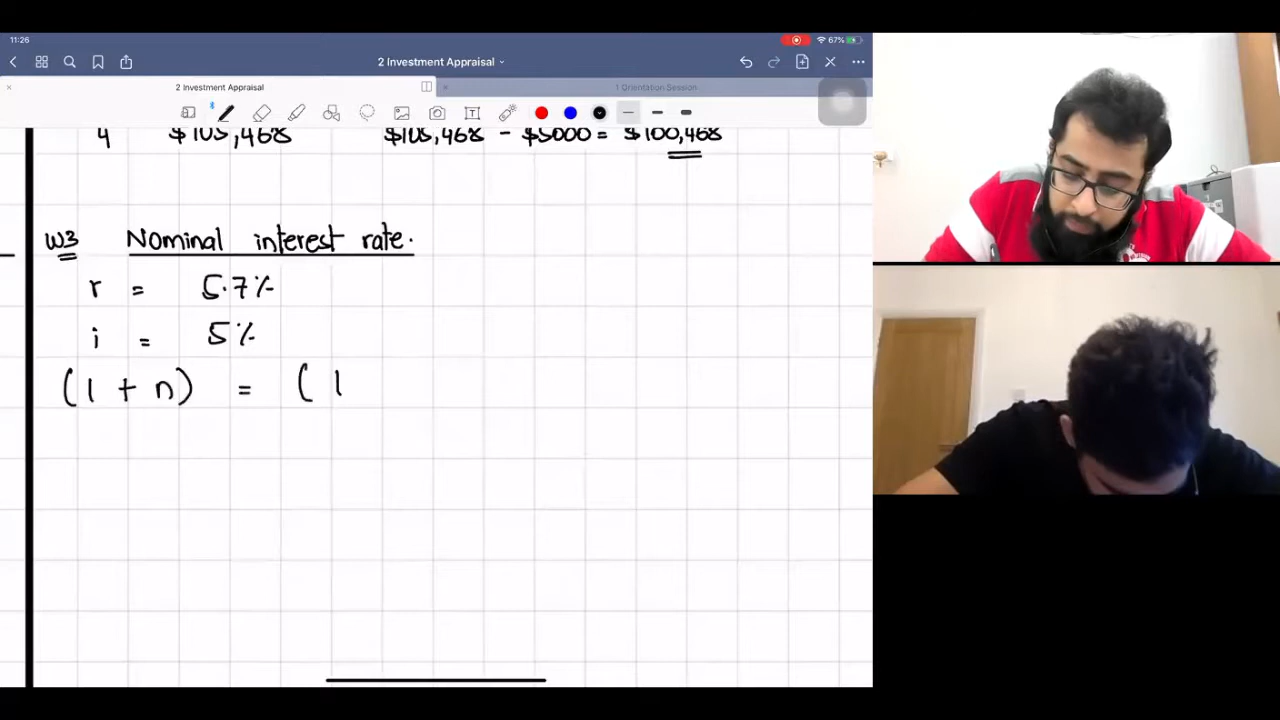 11:26
67%
2 Investment Appraisal
2 Investment Appraisal
1 Orientation Session
4 $105,468 $105,468 - $5000 = $100,468
W3 Nominal interest rate.
r = 5.7%
i = 5%
(1 + n) = ( 1